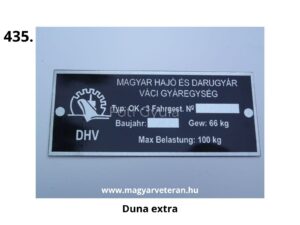 435.
MAGYAR HAJÓ ÉS DARUGYÁR
VÁCI GYÁREGYSÉG
Typ: CK - 3 Fahrgest. Nº
Baujahr: Gew: 66 kg
Max Belastung: 100 kg
DHV
www.magyarveteran.hu
Duna extra